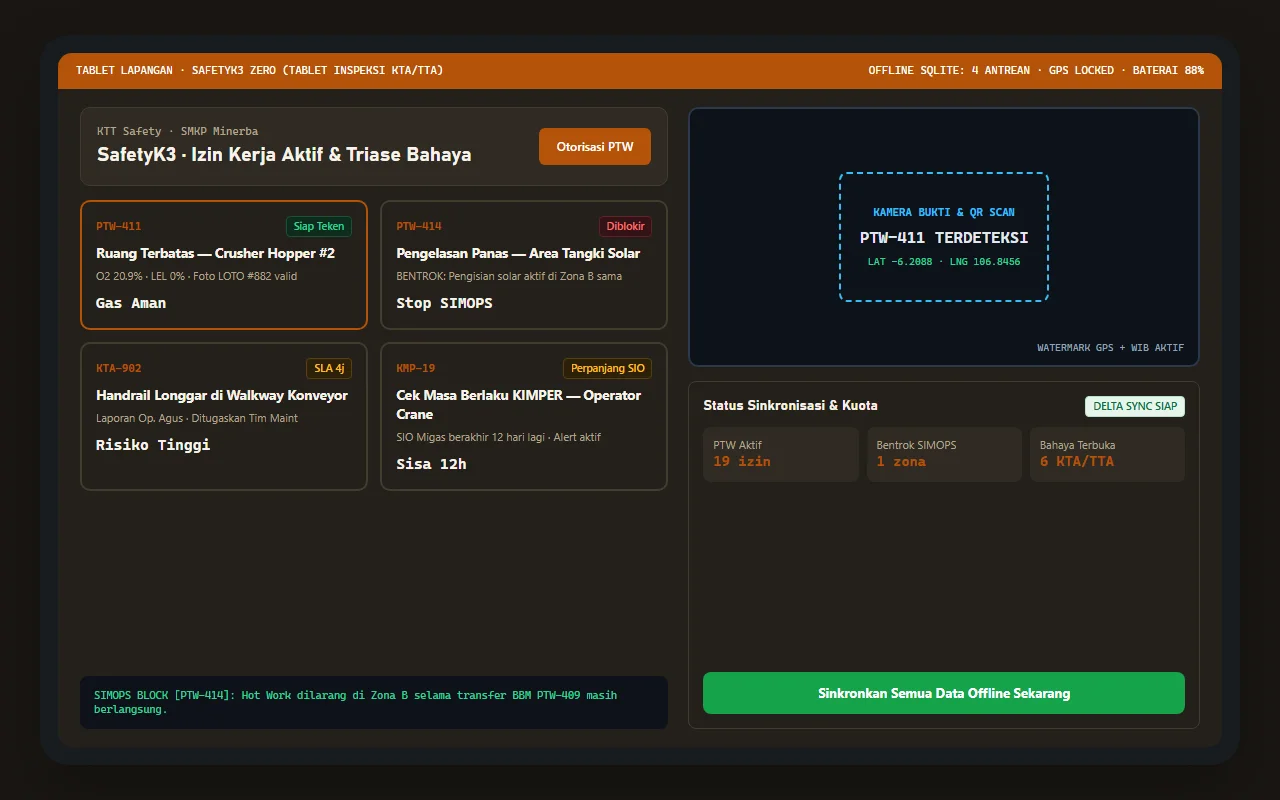 TABLET LAPANGAN · SAFETYK3 ZERO (TABLET INSPEKSI KTA/TTA)
OFFLINE SQLITE: 4 ANTREAN · GPS LOCKED · BATERAI 88%
KTT Safety · SMKP Minerba
SafetyK3 · Izin Kerja Aktif & Triase Bahaya
Otorisasi PTW
PTW-411
Siap Teken
Ruang Terbatas — Crusher Hopper #2
O2 20.9% · LEL 0% · Foto LOTO #882 valid
Gas Aman
PTW-414
Diblokir
Pengelasan Panas — Area Tangki Solar
BENTROK: Pengisian solar aktif di Zona B sama
Stop SIMOPS
KTA-902
SLA 4j
Handrail Longgar di Walkway Konveyor
Laporan Op. Agus · Ditugaskan Tim Maint
Risiko Tinggi
KMP-19
Perpanjang SIO
Cek Masa Berlaku KIMPER — Operator
Crane
SIO Migas berakhir 12 hari lagi · Alert aktif
Sisa 12h
SIMOPS BLOCK [PTW-414]: Hot Work dilarang di Zona B selama transfer BBM PTW-409 masih
berlangsung.
KAMERA BUKTI & QR SCAN
PTW-411 TERDETEKSI
LAT -6.2088 · LNG 106.8456
WATERMARK GPS + WIB AKTIF
Status Sinkronisasi & Kuota
DELTA SYNC SIAP
PTW Aktif
19 izin
Bentrok SIMOPS
1 zona
Bahaya Terbuka
6 KTA/TTA
Sinkronkan Semua Data Offline Sekarang